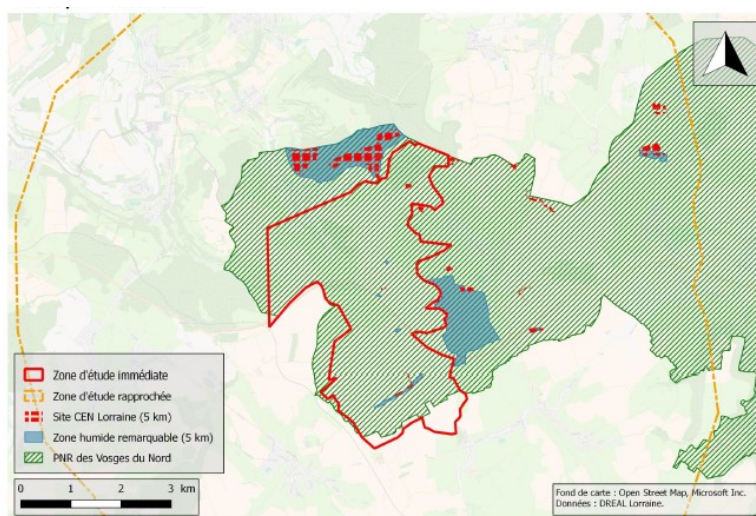 Zone d'étude immédiate
Zone d'étude rapprochée
Site CEN Lorraine (5 km)
Zone humide remarquable (5 km)
PNR des Vosges du Nord
0 1 2 3 km
Fond de carte : Open Street Map, Microsoft Inc.
Données : DREAL Lorraine.